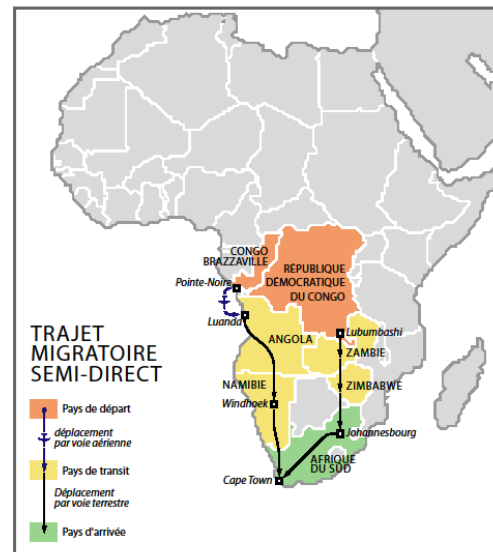 CONGO
BRAZZAVILLE
RÉPUBLIQUE
DÉMOCRATIQUE
DU CONGO
Pointe-Noire
Luanda
Lubumbashi
ANGOLA
ZAMBIE
NAMIBIE
ZIMBABWE
Windhoek
Johannesbourg
AFRIQUE
DU SUD
Cape Town
TRAJET
MIGRATOIRE
SEMI-DIRECT
Pays de départ
déplacement
par voie aérienne
Pays de transit
Déplacement
par voie terrestre
Pays d'arrivée